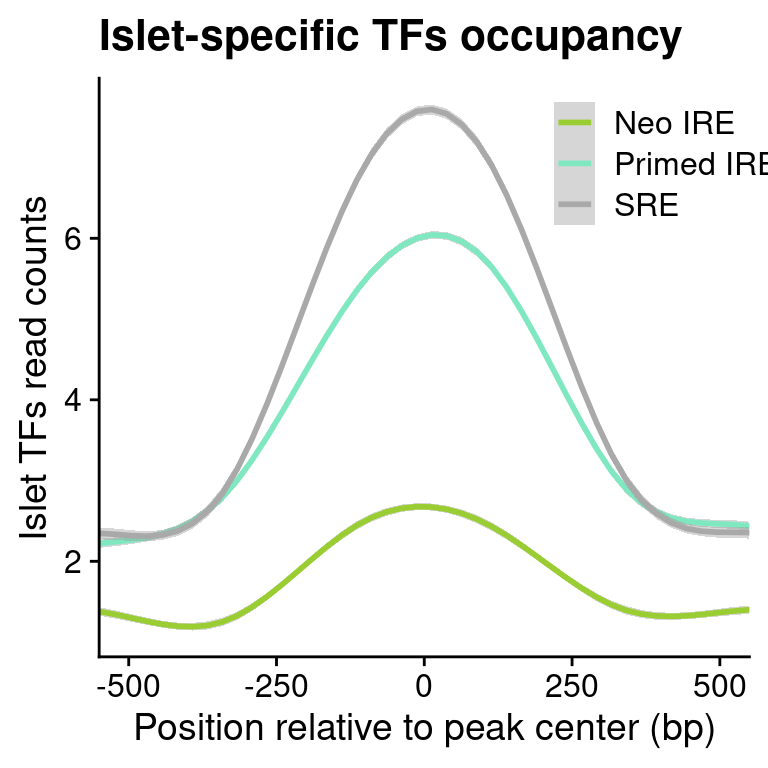 Islet-specific TFs occupancy
Neo IRE
Primed IRE
SRE
Islet TFs read counts
6
4
2
-500 -250 0 250 500
Position relative to peak center (bp)